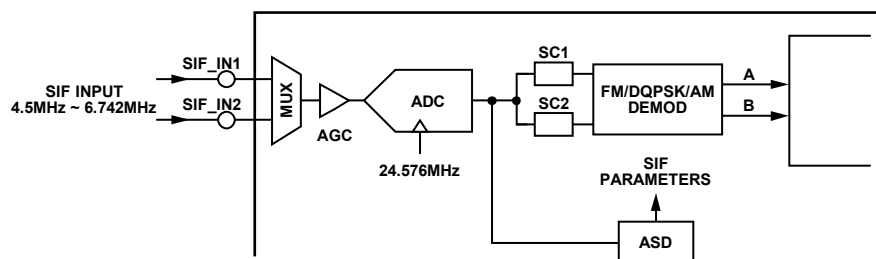 SIF INPUT
4.5MHz ~ 6.742MHz
SIF_IN1
SIF_IN2
MUX
AGC
ADC
24.576MHz
SC1
SC2
FM/DQPSK/AM
DEMOD
A
B
SIF
PARAMETERS
ASD